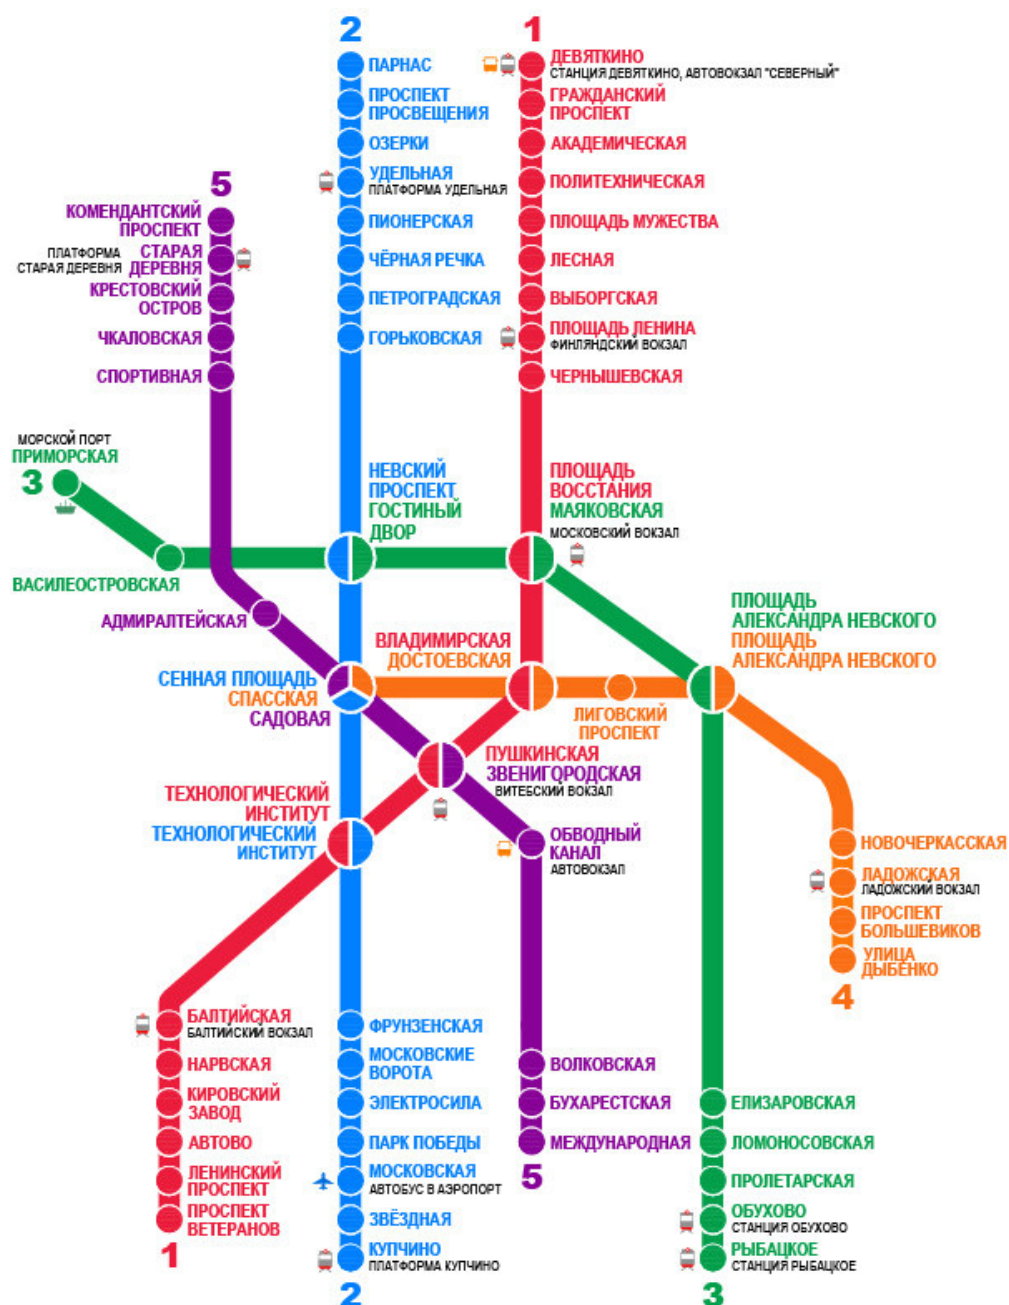 2
1
ПАРНАС
ДЕВЯТКИНО
СТАНЦИЯ ДЕВЯТКИНО, АВТОВОКЗАЛ "СЕВЕРНЫЙ"
ПРОСПЕКТ
ПРОСВЕЩЕНИЯ
ГРАЖДАНСКИЙ
ПРОСПЕКТ
ОЗЕРКИ
АКАДЕМИЧЕСКАЯ
УДЕЛЬНАЯ
ПЛАТФОРМА УДЕЛЬНАЯ
ПОЛИТЕХНИЧЕСКАЯ
5
КОМЕНДАНТСКИЙ
ПРОСПЕКТ
ПИОНЕРСКАЯ
ПЛОЩАДЬ МУЖЕСТВА
ПЛАТФОРМА
СТАРАЯ ДЕРЕВНЯ
СТАРАЯ
ДЕРЕВНЯ
ЧЁРНАЯ РЕЧКА
ЛЕСНАЯ
КРЕСТОВСКИЙ
ОСТРОВ
ПЕТРОГРАДСКАЯ
ВЫБОРГСКАЯ
ЧКАЛОВСКАЯ
ГОРЬКОВСКАЯ
ПЛОЩАДЬ ЛЕНИНА
ФИНЛЯНДСКИЙ ВОКЗАЛ
СПОРТИВНАЯ
ЧЕРНЫШЕВСКАЯ
МОРСКОЙ ПОРТ
ПРИМОРСКАЯ
3
НЕВСКИЙ
ПРОСПЕКТ
ГОСТИНЫЙ
ДВОР
ПЛОЩАДЬ
ВОССТАНИЯ
МАЯКОВСКАЯ
МОСКОВСКИЙ ВОКЗАЛ
ВАСИЛЕОСТРОВСКАЯ
АДМИРАЛТЕЙСКАЯ
ПЛОЩАДЬ
АЛЕКСАНДРА НЕВСКОГО
ПЛОЩАДЬ
АЛЕКСАНДРА НЕВСКОГО
ВЛАДИМИРСКАЯ
ДОСТОЕВСКАЯ
СЕННАЯ ПЛОЩАДЬ
СПАССКАЯ
САДОВАЯ
ЛИГОВСКИЙ
ПРОСПЕКТ
ПУШКИНСКАЯ
ЗВЕНИГОРОДСКАЯ
ВИТЕБСКИЙ ВОКЗАЛ
ТЕХНОЛОГИЧЕСКИЙ
ИНСТИТУТ
ТЕХНОЛОГИЧЕСКИЙ
ИНСТИТУТ
ОБВОДНЫЙ
КАНАЛ
АВТОВОКЗАЛ
НОВОЧЕРКАССКАЯ
ЛАДОЖСКАЯ
ЛАДОЖСКИЙ ВОКЗАЛ
ПРОСПЕКТ
БОЛЬШЕВИКОВ
УЛИЦА
ДЫБЕНКО
4
БАЛТИЙСКАЯ
БАЛТИЙСКИЙ ВОКЗАЛ
ФРУНЗЕНСКАЯ
НАРВСКАЯ
МОСКОВСКИЕ
ВОРОТА
ВОЛКОВСКАЯ
КИРОВСКИЙ
ЗАВОД
ЭЛЕКТРОСИЛА
БУХАРЕСТСКАЯ
ЕЛИЗАРОВСКАЯ
АВТОВО
ПАРК ПОБЕДЫ
МЕЖДУНАРОДНАЯ
ЛОМОНОСОВСКАЯ
5
ЛЕНИНСКИЙ
ПРОСПЕКТ
МОСКОВСКАЯ
АВТОБУС В АЭРОПОРТ
ПРОЛЕТАРСКАЯ
ПРОСПЕКТ
ВЕТЕРАНОВ
ЗВЁЗДНАЯ
ОБУХОВО
СТАНЦИЯ ОБУХОВО
1
КУПЧИНО
ПЛАТФОРМА КУПЧИНО
РЫБАЦКОЕ
СТАНЦИЯ РЫБАЦКОЕ
2
3